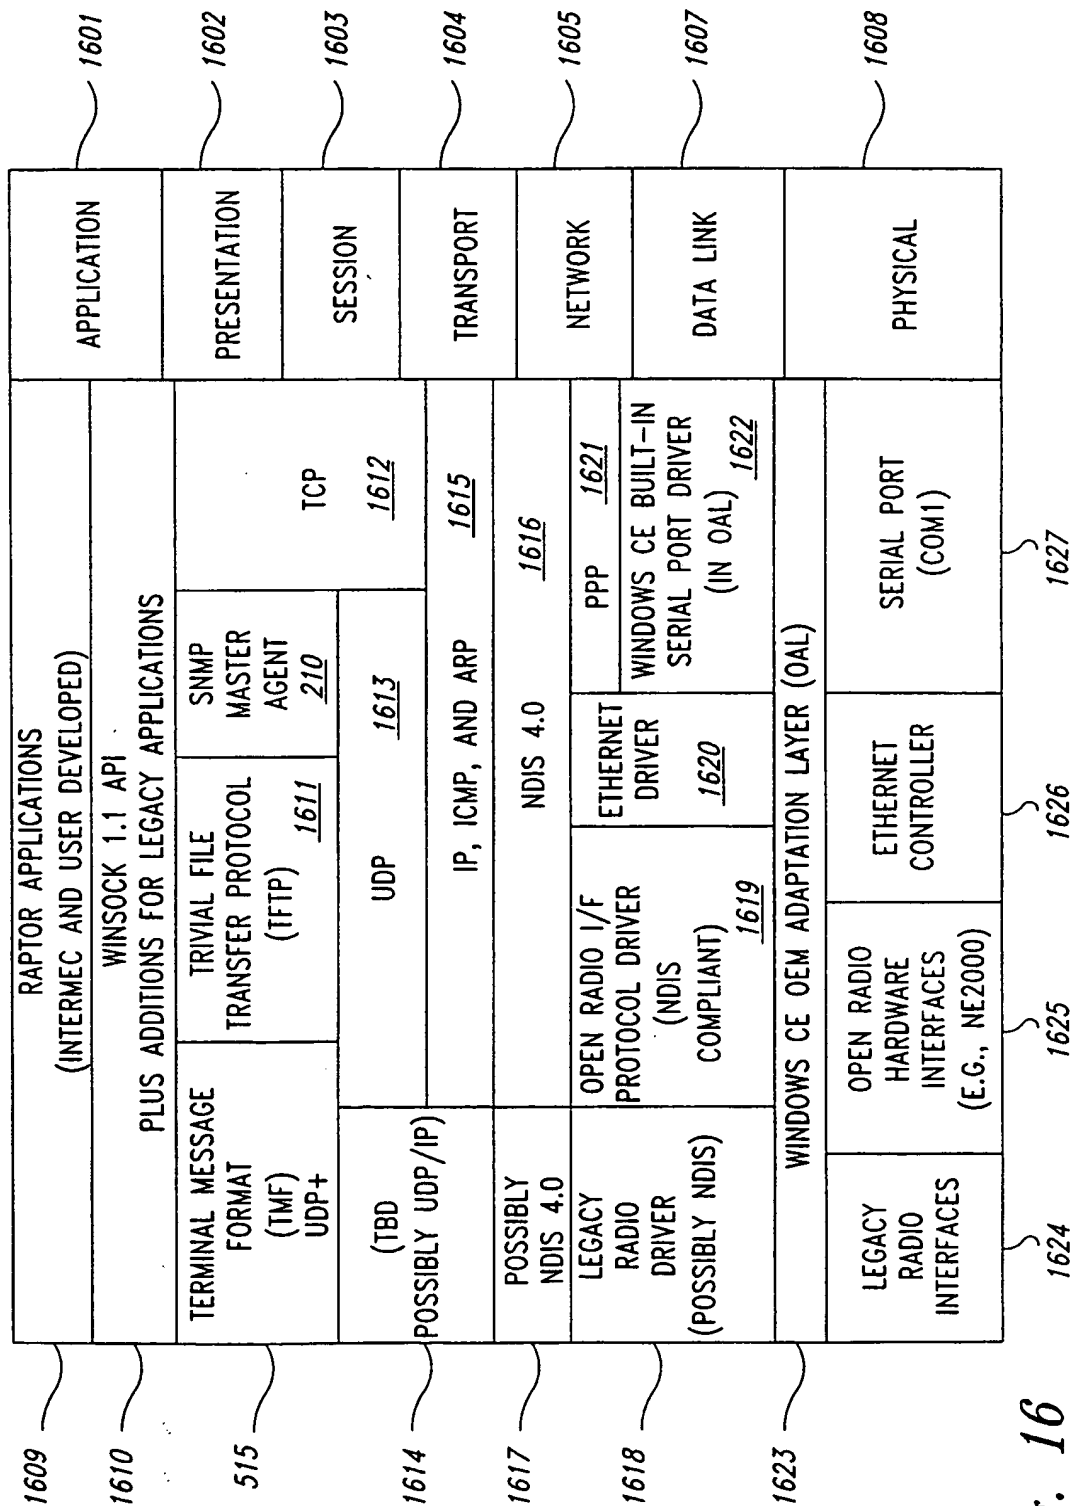 1609
RAPTOR APPLICATIONS
(INTERMEC AND USER DEVELOPED)
APPLICATION
1601
1610
WINSOCK 1.1 API
PLUS ADDITIONS FOR LEGACY APPLICATIONS
515
TERMINAL MESSAGE
FORMAT
(TMF)
UDP+
TRIVIAL FILE
TRANSFER PROTOCOL
(TFTP)
1611
SNMP
MASTER
AGENT
210
TCP
1612
PRESENTATION
1602
SESSION
1603
1614
(TBD
POSSIBLY UDP/IP)
UDP
1613
IP, ICMP, AND ARP
1615
TRANSPORT
1604
1617
POSSIBLY
NDIS 4.0
NDIS 4.0
1616
NETWORK
1605
1618
LEGACY
RADIO
DRIVER
(POSSIBLY NDIS)
OPEN RADIO I/F
PROTOCOL DRIVER
(NDIS
COMPLIANT)
1619
ETHERNET
DRIVER
1620
PPP
1621
WINDOWS CE BUILT-IN
SERIAL PORT DRIVER
(IN OAL)
1622
DATA LINK
1607
1623
WINDOWS CE OEM ADAPTATION LAYER (OAL)
LEGACY
RADIO
INTERFACES
OPEN RADIO
HARDWARE
INTERFACES
(E.G., NE2000)
ETHERNET
CONTROLLER
SERIAL PORT
(COM1)
PHYSICAL
1608
1624
1625
1626
1627
. 16